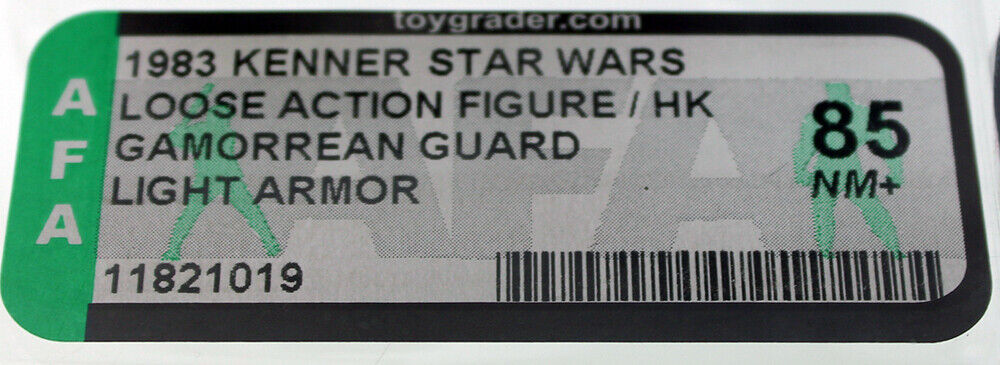 toygrader.com
AFA
1983 KENNER STAR WARS
LOOSE ACTION FIGURE / HK
GAMORREAN GUARD
LIGHT ARMOR
85
NM+
11821019
AFA